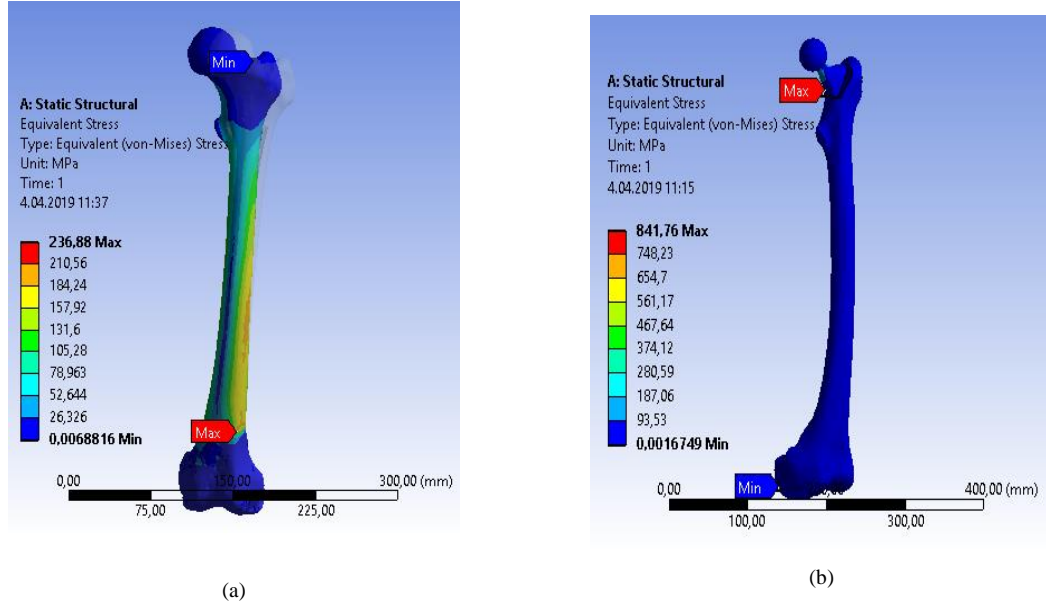 Min
A: Static Structural
Equivalent Stress
Type: Equivalent (von-Mises) Stress
Unit: MPa
Time: 1
4.04.2019 11:37
236,88 Max
210,56
184,24
157,92
131,6
105,28
78,963
52,644
26,326
0,0068816 Min
Max
0,00
150,00
300,00 (mm)
75,00
225,00
(a)
A: Static Structural
Equivalent Stress
Type: Equivalent (von-Mises) Stress
Unit: MPa
Time: 1
4.04.2019 11:15
Max
841,76 Max
748,23
654,7
561,17
467,64
374,12
280,59
187,06
93,53
0,0016749 Min
Min
0,00
400,00 (mm)
100,00
300,00
(b)